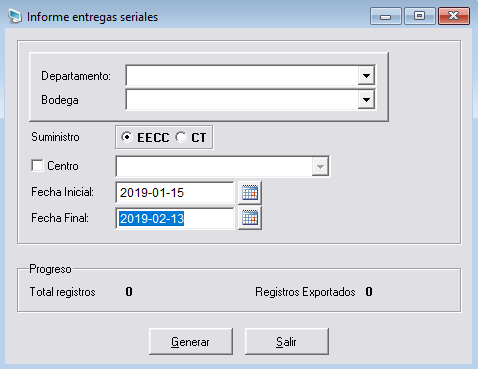 Informe entregas seriales
Departamento:
Bodega
Suministro EECC CT
Centro
Fecha Inicial: 2019-01-15
Fecha Final: 2019-02-13
Progreso
Total registros 0 Registros Exportados 0
Generar Salir